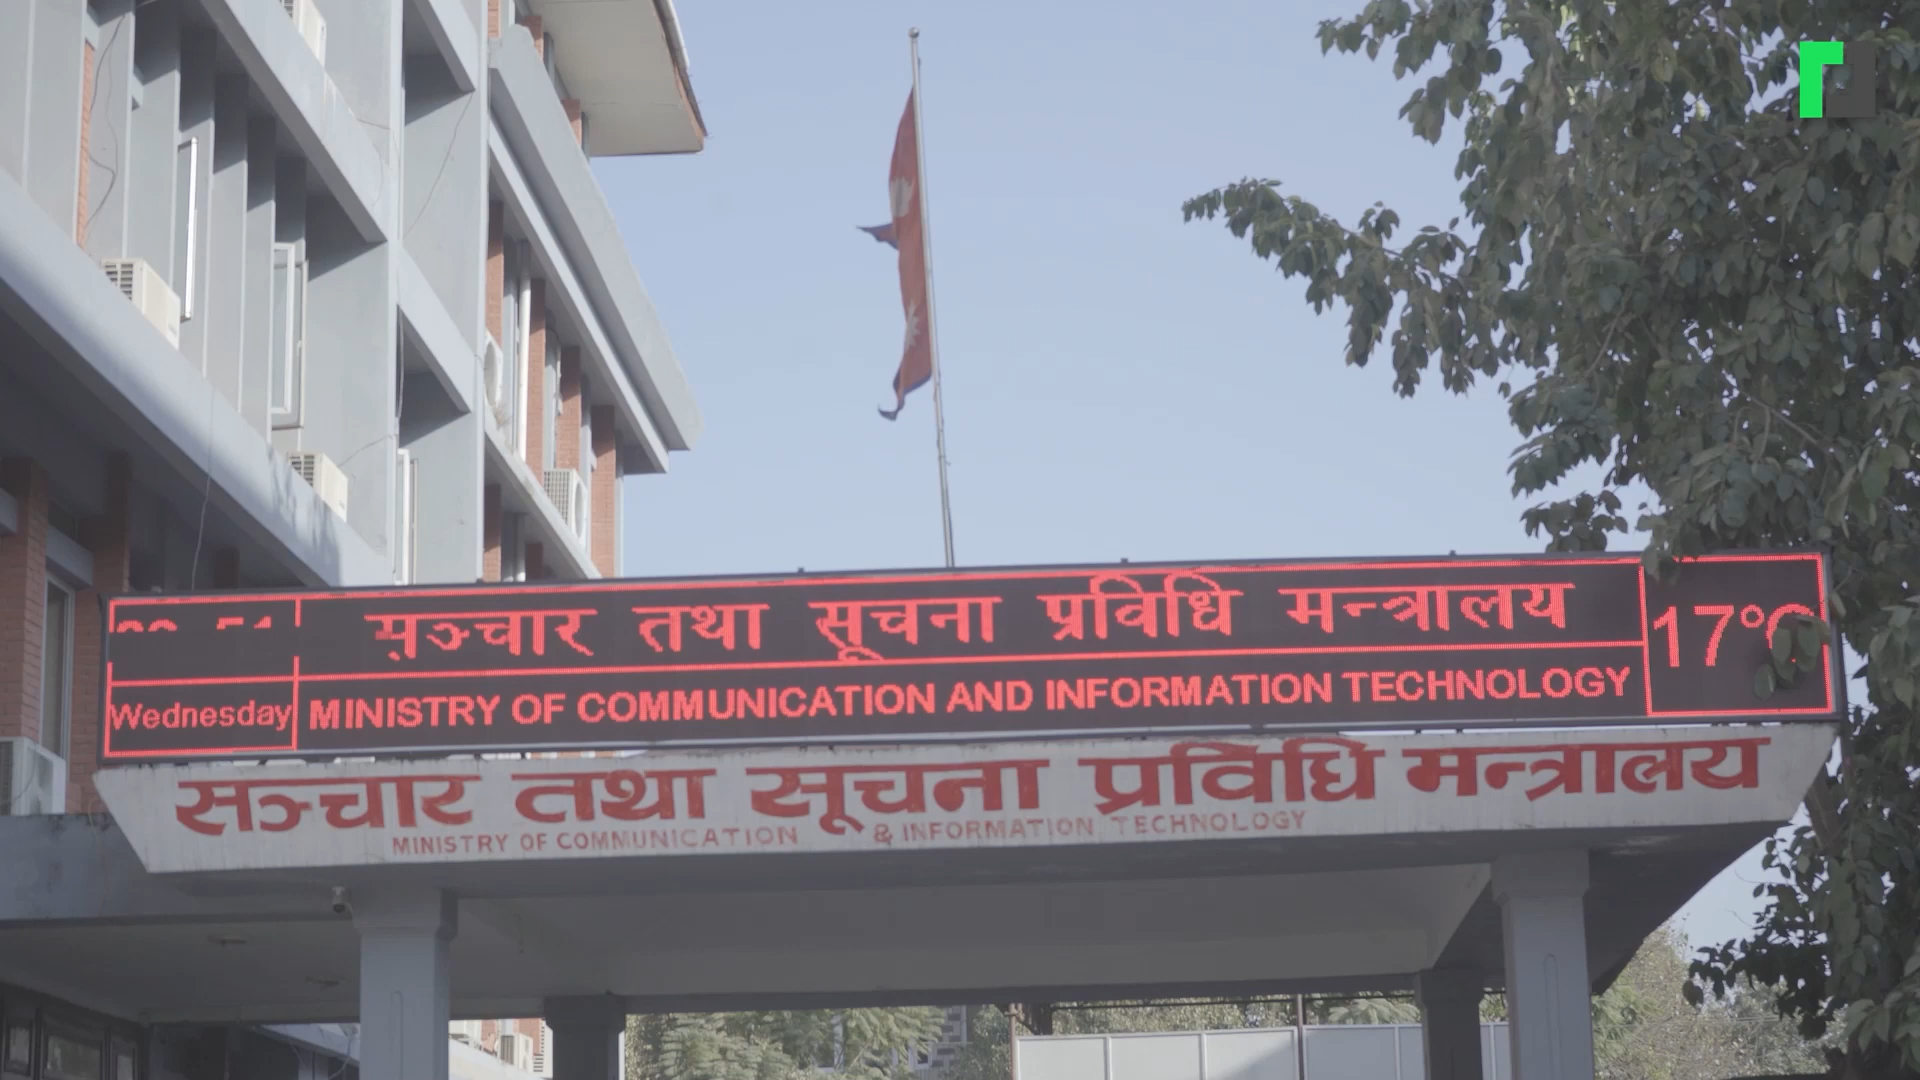 सञ्चार तथा सूचना प्रविधि मन्त्रालय
17°C
Wednesday
MINISTRY OF COMMUNICATION AND INFORMATION TECHNOLOGY
सञ्चार तथा सूचना प्रविधि मन्त्रालय
MINISTRY OF COMMUNICATION & INFORMATION TECHNOLOGY